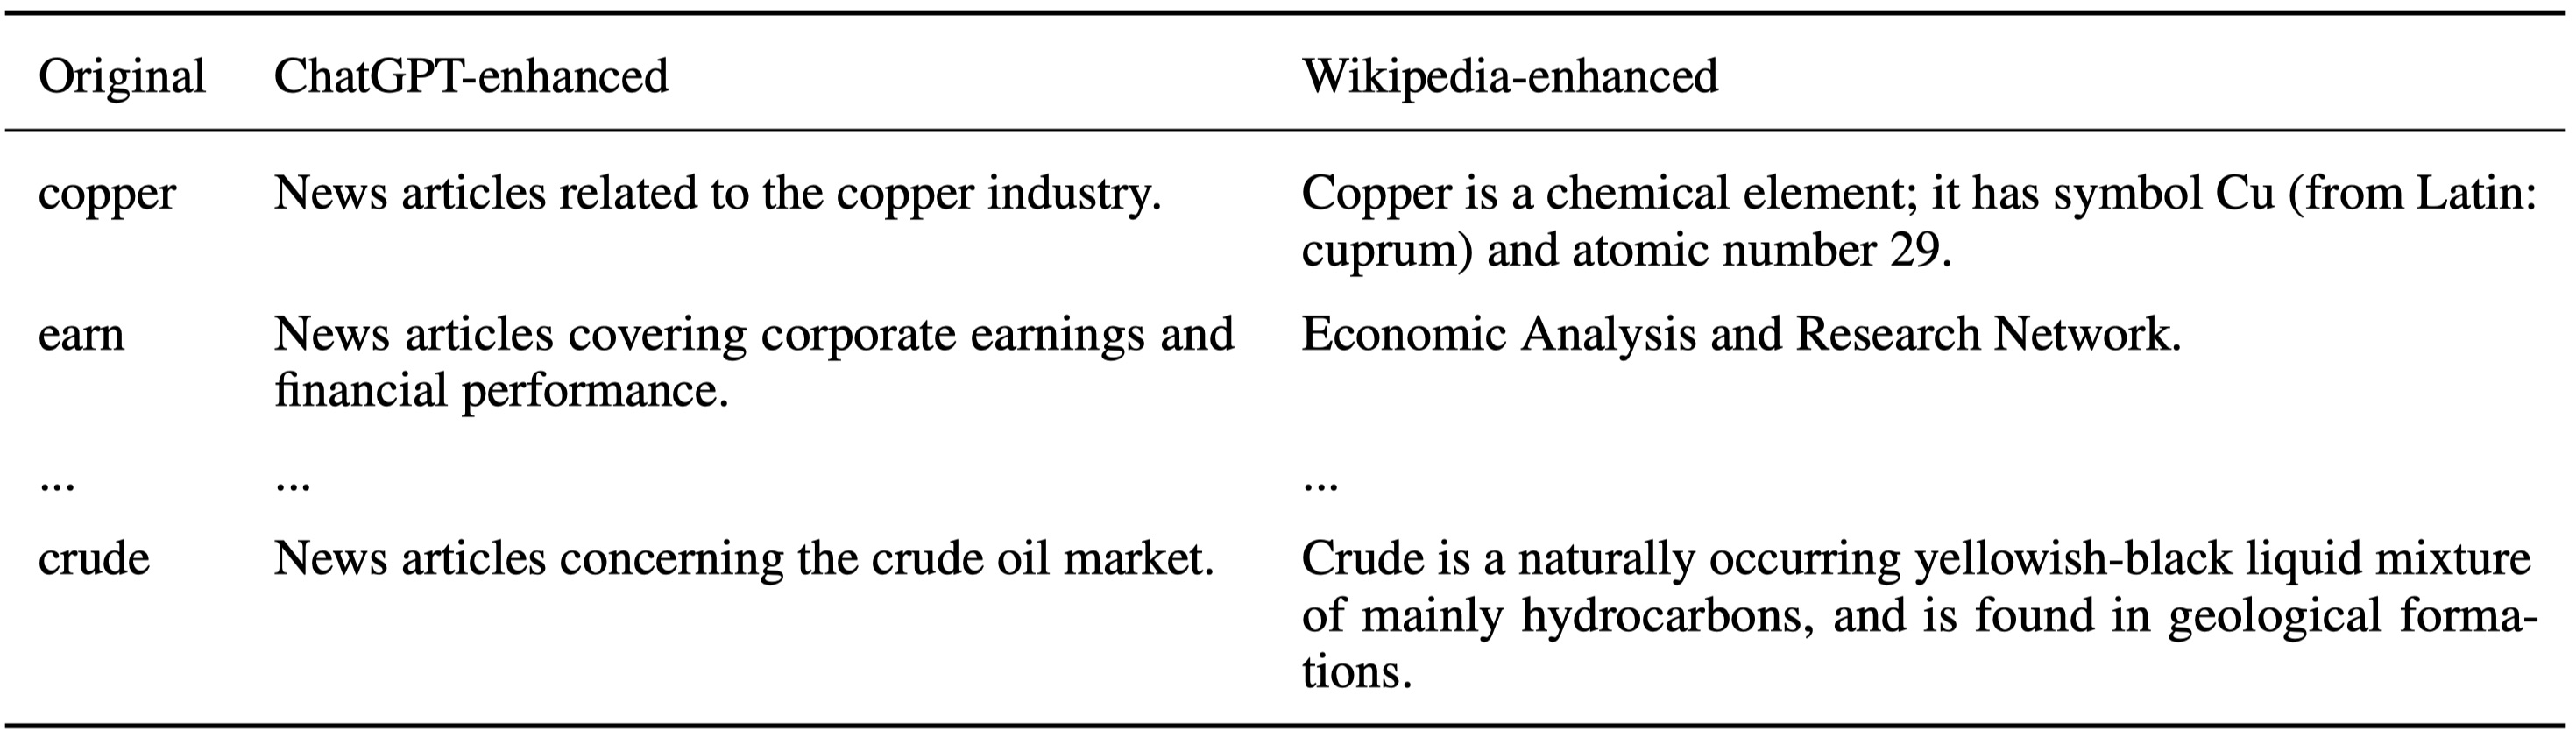 Original ChatGPT-enhanced Wikipedia-enhanced
copper News articles related to the copper industry. Copper is a chemical element; it has symbol Cu (from Latin:
cuprum) and atomic number 29.
earn News articles covering corporate earnings and Economic Analysis and Research Network.
financial performance.
... ... ...
crude News articles concerning the crude oil market. Crude is a naturally occurring yellowish-black liquid mixture
of mainly hydrocarbons, and is found in geological forma-
tions.